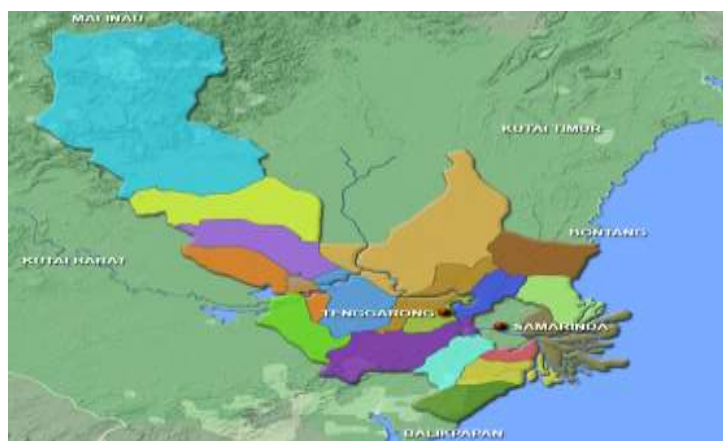 MALINAU
KUTAI TIMUR
BONTANG
KUTAI BARAT
TENGGARONG
SAMARINDA
BALIKPAPAN